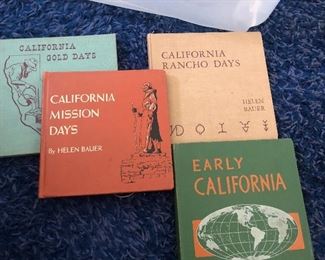 CALIFORNIA
GOLD DAYS
CALIFORNIA
RANCHO DAYS
HELEN
BAUER
CALIFORNIA
MISSION
DAYS
By HELEN BAUER
EARLY
CALIFORNIA